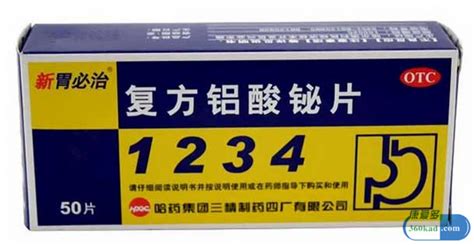 新胃必治
OTC
复方铝酸铋片
1234
请仔细阅读说明书并按说明使用或在药师指导下购买和使用
50片
HPGC
哈药集团三精制药四厂有限公司
康爱多
360kad.com